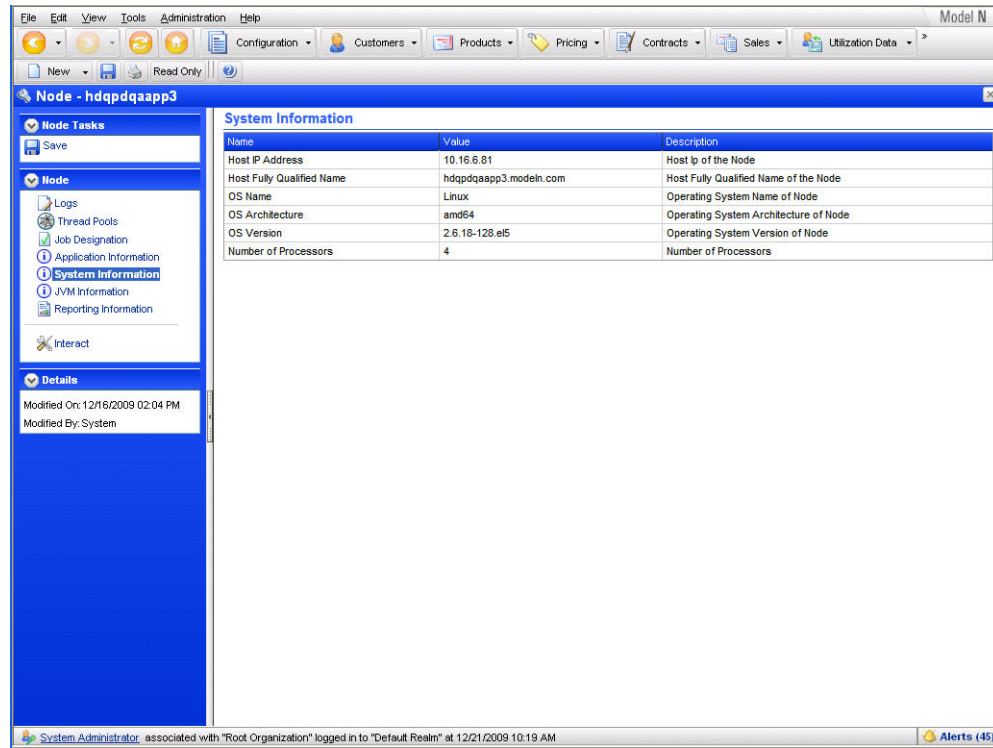 File Edit View Tools Administration Help Model N
Configuration Customers Products Pricing Contracts Sales Utilization Data »
New Read Only
Node - hdqpdqaapp3
Node Tasks
Save
Node
Logs
Thread Pools
Job Designation
Application Information
System Information
JVM Information
Reporting Information
Interact
Details
Modified On: 12/16/2009 02:04 PM
Modified By: System
System Information
Name Value Description
Host IP Address 10.16.6.81 Host Ip of the Node
Host Fully Qualified Name hdqpdqaapp3.modeln.com Host Fully Qualified Name of the Node
OS Name Linux Operating System Name of Node
OS Architecture amd64 Operating System Architecture of Node
OS Version 2.6.18-128.el5 Operating System Version of Node
Number of Processors 4 Number of Processors
System Administrator associated with "Root Organization" logged in to "Default Realm" at 12/21/2009 10:19 AM Alerts (45)